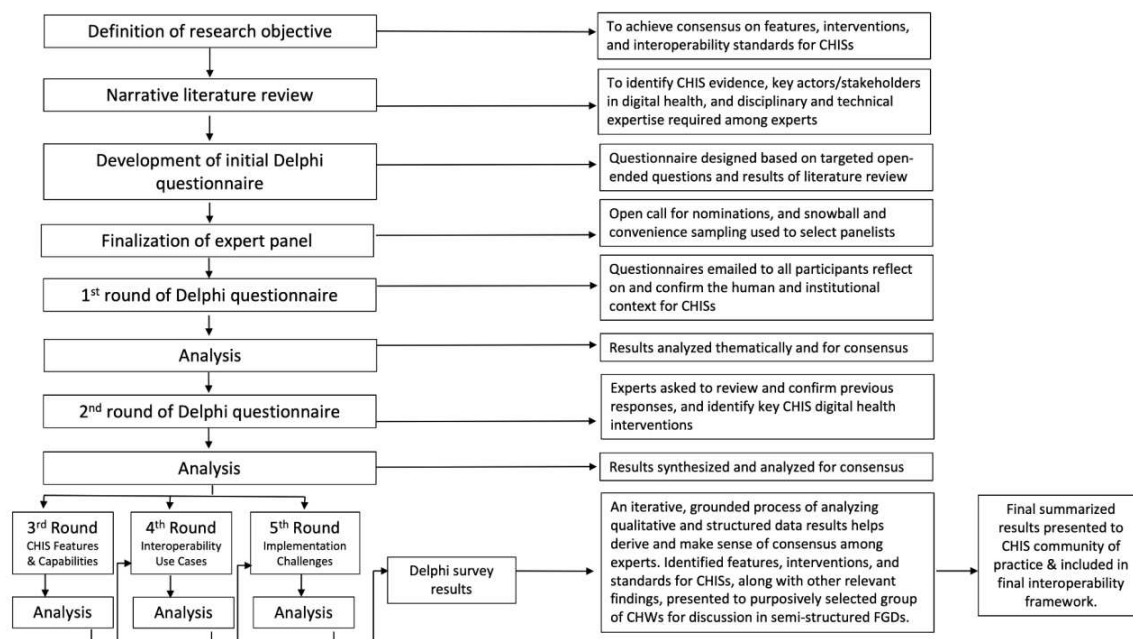 Definition of research objective
To achieve consensus on features, interventions,
and interoperability standards for CHISs
Narrative literature review
To identify CHIS evidence, key actors/stakeholders
in digital health, and disciplinary and technical
expertise required among experts
Development of initial Delphi
questionnaire
Questionnaire designed based on targeted open-
ended questions and results of literature review
Finalization of expert panel
Open call for nominations, and snowball and
convenience sampling used to select panelists
1st round of Delphi questionnaire
Questionnaires emailed to all participants reflect
on and confirm the human and institutional
context for CHISs
Analysis
Results analyzed thematically and for consensus
2nd round of Delphi questionnaire
Experts asked to review and confirm previous
responses, and identify key CHIS digital health
interventions
Analysis
Results synthesized and analyzed for consensus
3rd Round
CHIS Features
& Capabilities
4th Round
Interoperability
Use Cases
5th Round
Implementation
Challenges
Analysis
Analysis
Analysis
Delphi survey
results
An iterative, grounded process of analyzing
qualitative and structured data results helps
derive and make sense of consensus among
experts. Identified features, interventions, and
standards for CHISs, along with other relevant
findings, presented to purposively selected group
of CHWs for discussion in semi-structured FGDs.
Final summarized
results presented to
CHIS community of
practice & included in
final interoperability
framework.